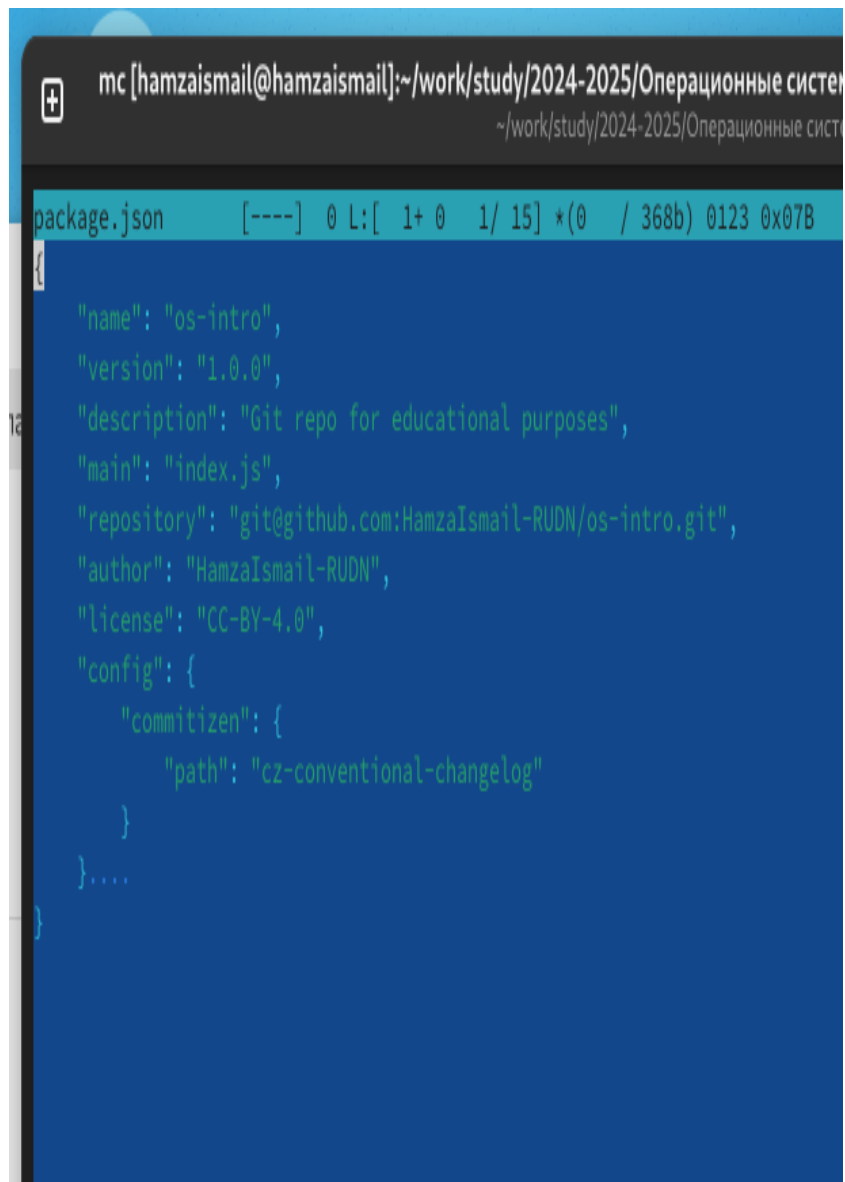 mc [hamzaismail@hamzaismail]:~/work/study/2024-2025/Операционные систем
~/work/study/2024-2025/Операционные систе
package.json [----] 0 L:[ 1+ 0 1/ 15] *(0 / 368b) 0123 0x07B
{
"name": "os-intro",
"version": "1.0.0",
"description": "Git repo for educational purposes",
"main": "index.js",
"repository": "git@github.com:HamzaIsmail-RUDN/os-intro.git",
"author": "HamzaIsmail-RUDN",
"license": "CC-BY-4.0",
"config": {
"commitizen": {
"path": "cz-conventional-changelog"
}
}....
}